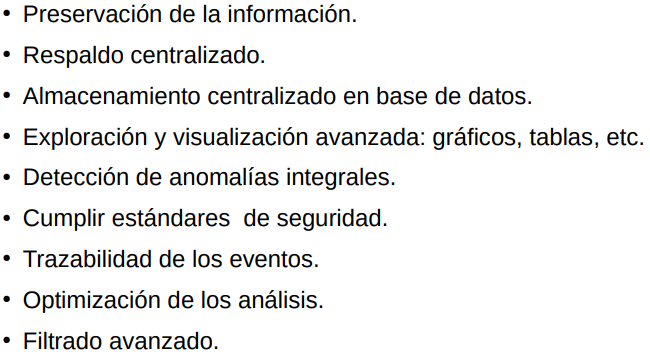 • Preservación de la información.
• Respaldo centralizado.
• Almacenamiento centralizado en base de datos.
• Exploración y visualización avanzada: gráficos, tablas, etc.
• Detección de anomalías integrales.
• Cumplir estándares  de seguridad.
• Trazabilidad de los eventos.
• Optimización de los análisis.
• Filtrado avanzado.